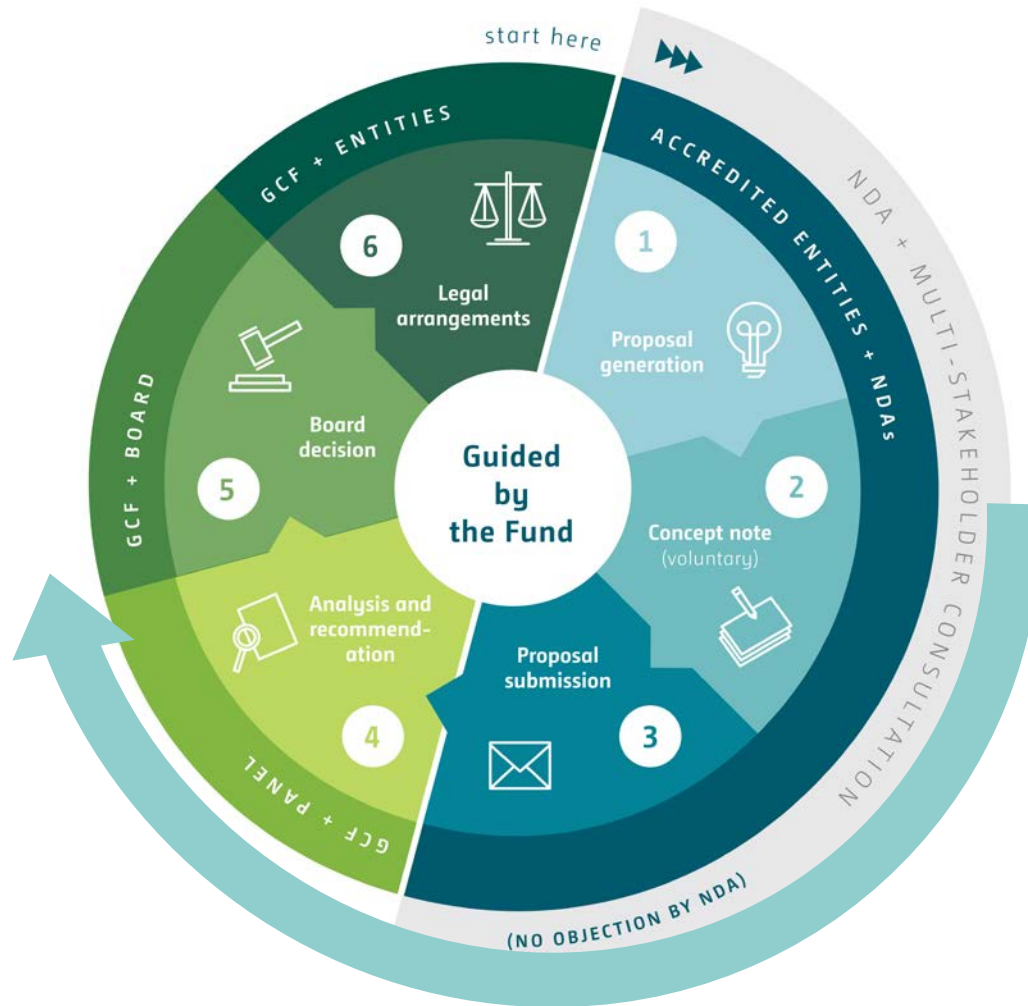 start here
ACCREDITED ENTITIES + NDAs
NDA + MULTI-STAKEHOLDER CONSULTATION
1
Proposal
generation
2
Concept note
(voluntary)
3
Proposal
submission
(NO OBJECTION BY NDA)
4
Analysis and
recommend-
ation
GCF + PANEL
5
Board
decision
GCF + BOARD
6
Legal
arrangements
GCF + ENTITIES
Guided
by
the Fund